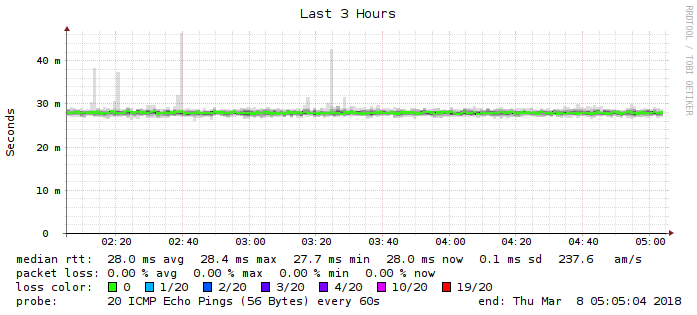 Last 3 Hours
RRDTOOL / TOBI OETIKER
Seconds
40 m
30 m
20 m
10 m
0
02:20 02:40 03:00 03:20 03:40 04:00 04:20 04:40 05:00
median rtt: 28.0 ms avg 28.4 ms max 27.7 ms min 28.0 ms now 0.1 ms sd 237.6 am/s
packet loss: 0.00 % avg 0.00 % max 0.00 % min 0.00 % now
loss color: 0 1/20 2/20 3/20 4/20 10/20 19/20
probe: 20 ICMP Echo Pings (56 Bytes) every 60s end: Thu Mar 8 05:05:04 2018